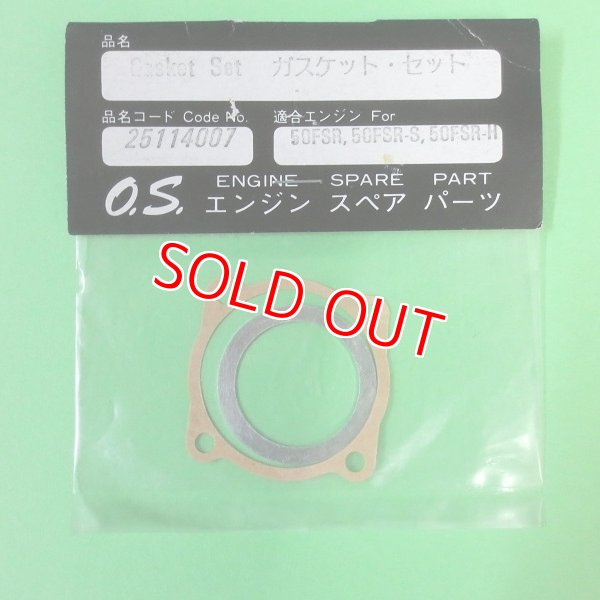 品名
Gasket Set ガスケット・セット
品名コード Code No.
25114007
適合エンジン For
50FSR, 50FSR-S, 50FSR-H
O.S. ENGINE SPARE PART
エンジン スペア パーツ
SOLD OUT